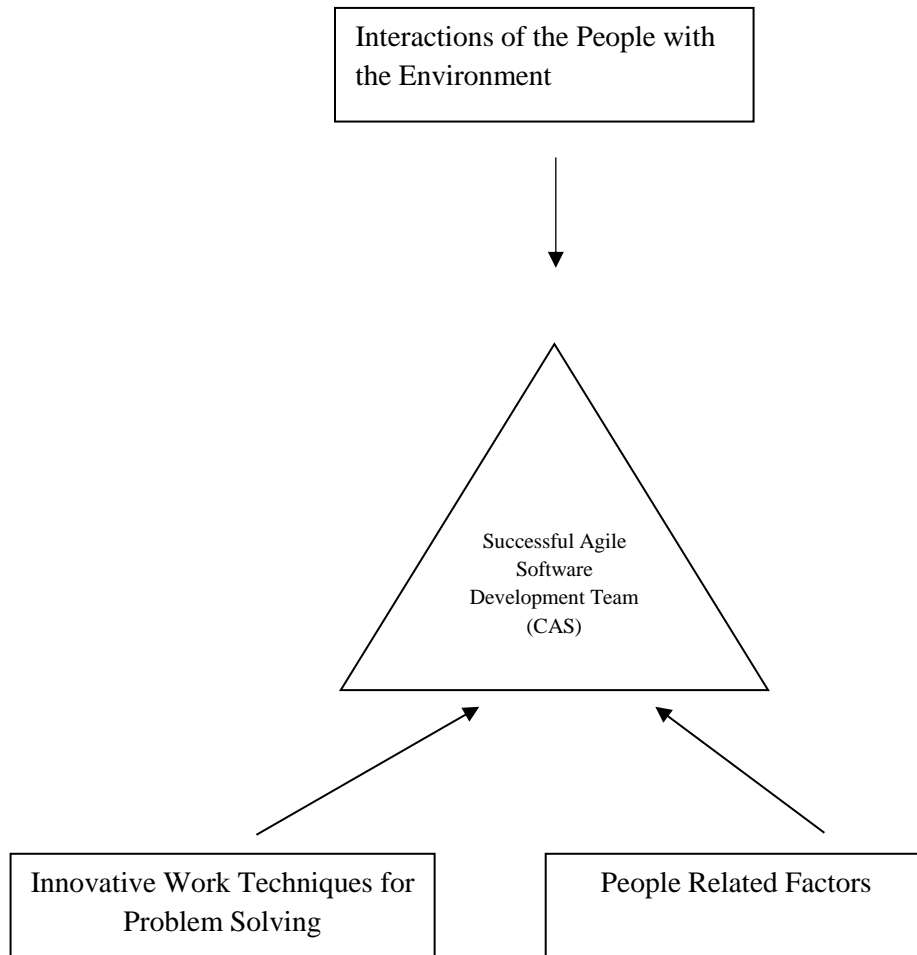 Interactions of the People with
the Environment
Successful Agile
Software
Development Team
(CAS)
Innovative Work Techniques for
Problem Solving
People Related Factors